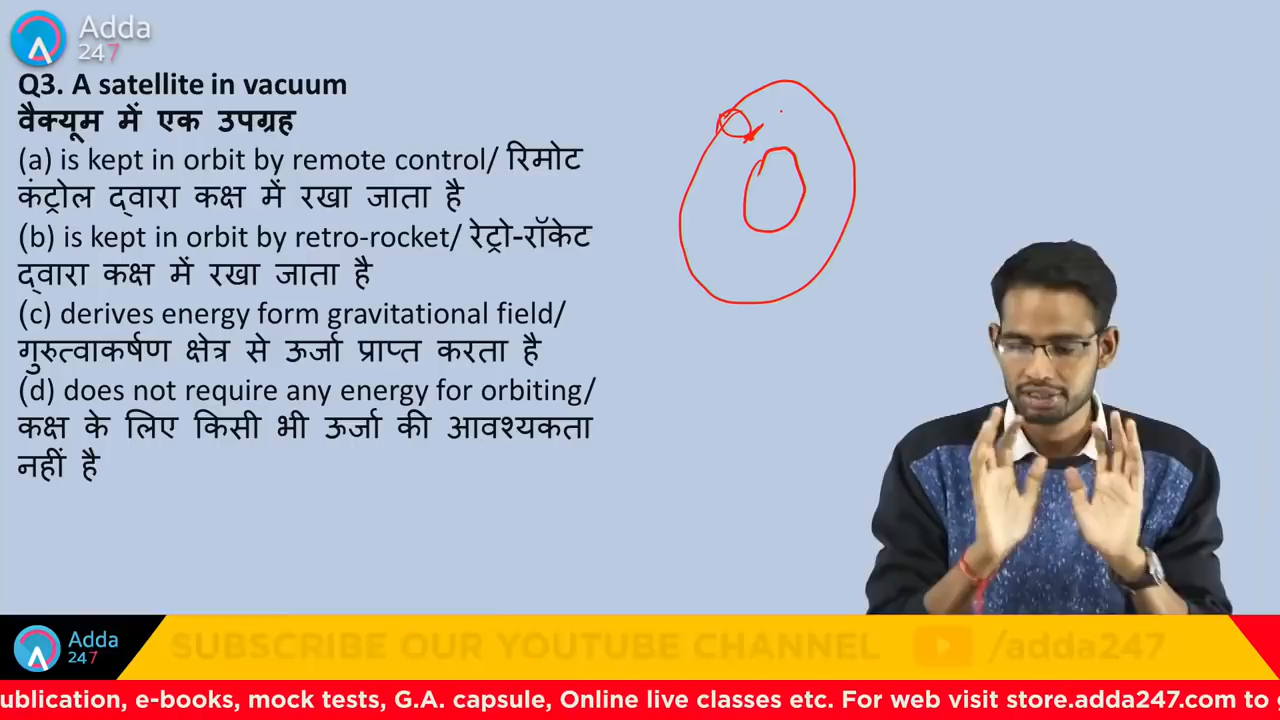 Adda
247
Q3. A satellite in vacuum
वैक्यूम में एक उपग्रह
(a) is kept in orbit by remote control/ रिमोट
कंट्रोल द्वारा कक्ष में रखा जाता है
(b) is kept in orbit by retro-rocket/ रेट्रो-रॉकेट
द्वारा कक्ष में रखा जाता है
(c) derives energy form gravitational field/
गुरुत्वाकर्षण क्षेत्र से ऊर्जा प्राप्त करता है
(d) does not require any energy for orbiting/
कक्ष के लिए किसी भी ऊर्जा की आवश्यकता
नहीं है
Adda
247
SUBSCRIBE OUR YOUTUBE CHANNEL /adda247
ublication, e-books, mock tests, G.A. capsule, Online live classes etc. For web visit store.adda247.com to